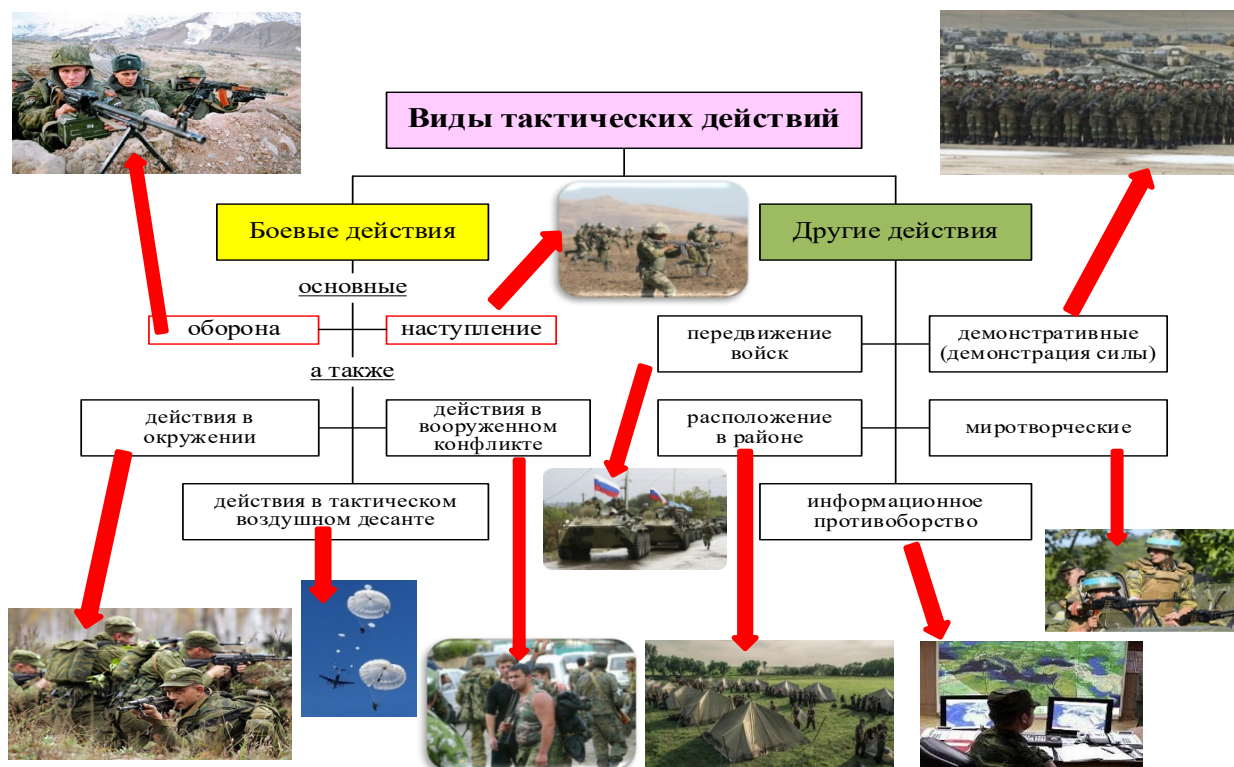 Виды тактических действий
Боевые действия
Другие действия
основные
оборона
наступление
а также
действия в
окружении
действия в
вооруженном
конфликте
действия в тактическом
воздушном десанте
передвижение
войск
демонстративные
(демонстрация силы)
расположение
в районе
миротворческие
информационное
противоборство